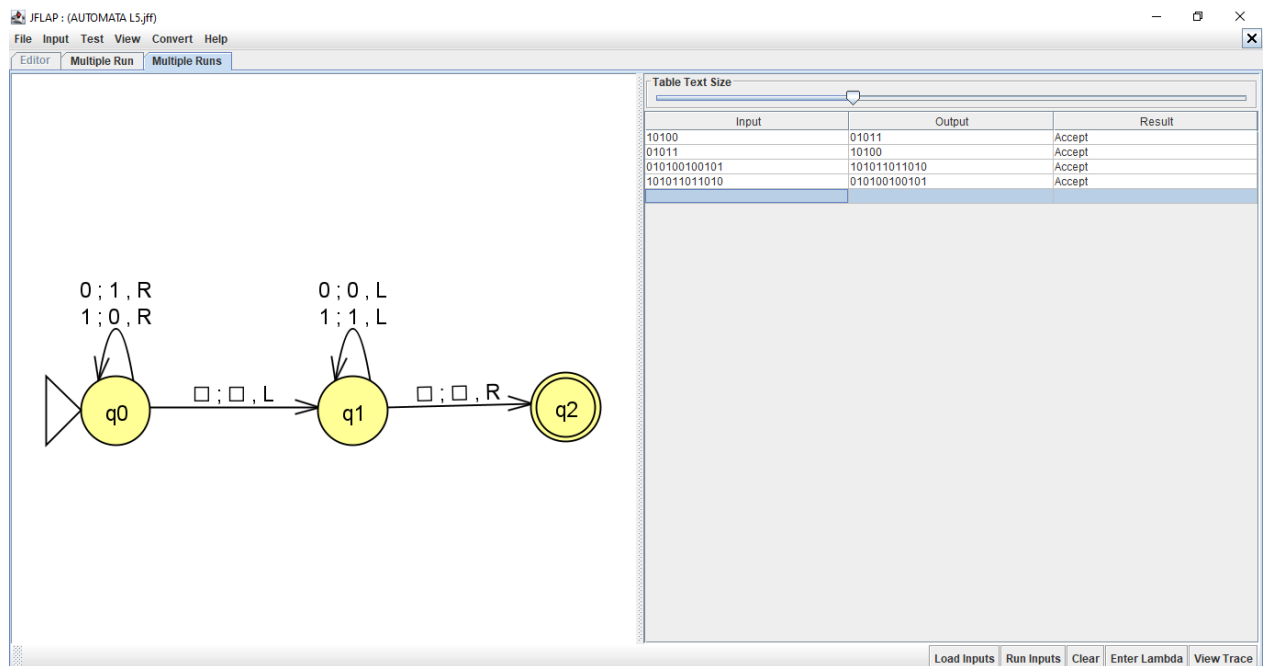 JFLAP : (AUTOMATA L5.jff)
File Input Test View Convert Help
Editor Multiple Run Multiple Runs
Table Text Size
Input Output Result
10100 01011 Accept
01011 10100 Accept
010100100101 101011011010 Accept
101011011010 010100100101 Accept
0 ; 1 , R 0 ; 0 , L
1 ; 0 , R 1 ; 1 , L
□ ; □ , L □ ; □ , R
q0 q1 q2
Load Inputs Run Inputs Clear Enter Lambda View Trace